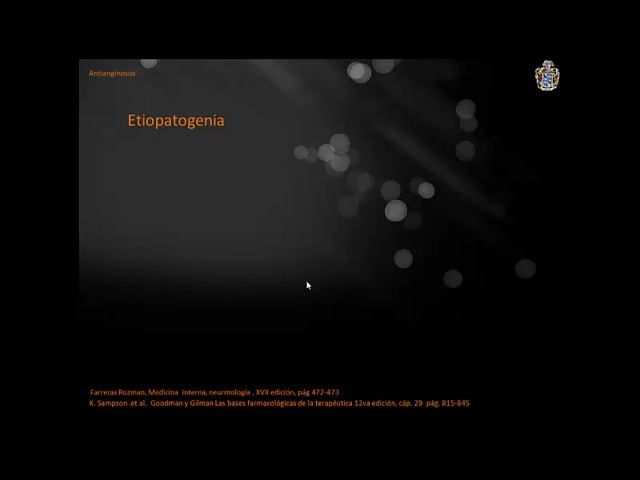 Antianginosos
Etiopatogenia
Farreras Rozman, Medicina interna, neurmología , XVII edición, pág 472-473
K. Sampson .et al, Goodman y Gilman Las bases farmacológicas de la terapéutica 12va edición, cáp. 29 pág. 815-845